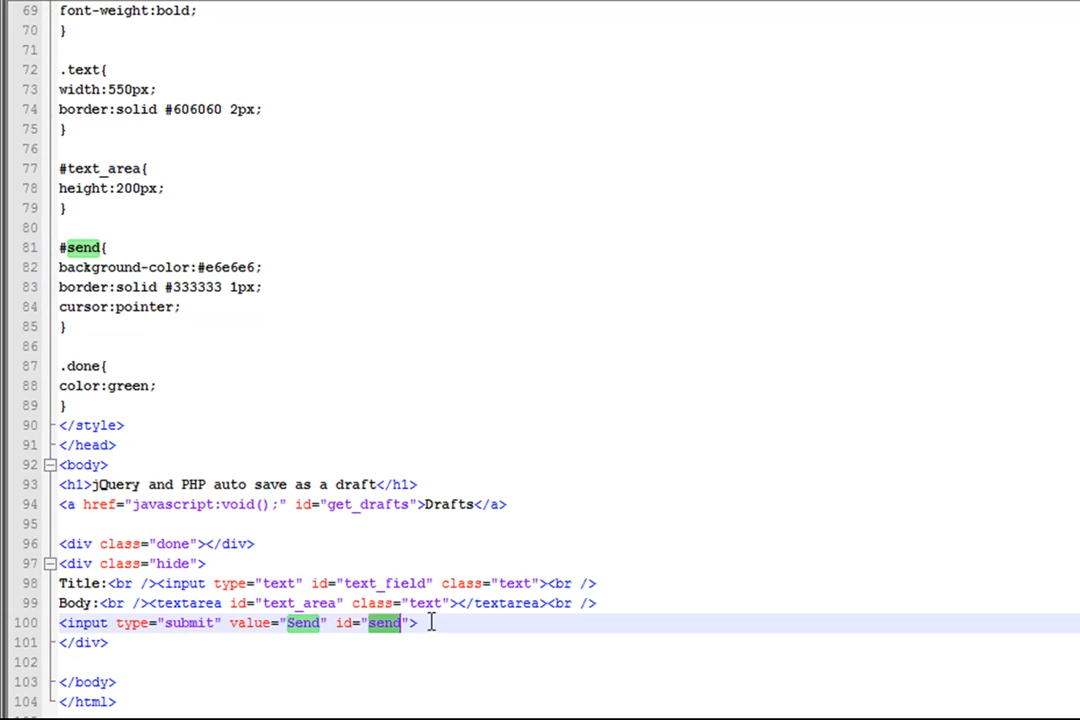 69 font-weight:bold;
70 }
71
72 .text{
73 width:550px;
74 border:solid #606060 2px;
75 }
76
77 #text_area{
78 height:200px;
79 }
80
81 #send{
82 background-color:#e6e6e6;
83 border:solid #333333 1px;
84 cursor:pointer;
85 }
86
87 .done{
88 color:green;
89 }
90 </style>
91 </head>
92 <body>
93 <h1>jQuery and PHP auto save as a draft</h1>
94 <a href="javascript:void();" id="get_drafts">Drafts</a>
95
96 <div class="done"></div>
97 <div class="hide">
98 Title:<br /><input type="text" id="text_field" class="text"><br />
99 Body:<br /><textarea id="text_area" class="text"></textarea><br />
100 <input type="submit" value="Send" id="send">
101 </div>
102
103 </body>
104 </html>